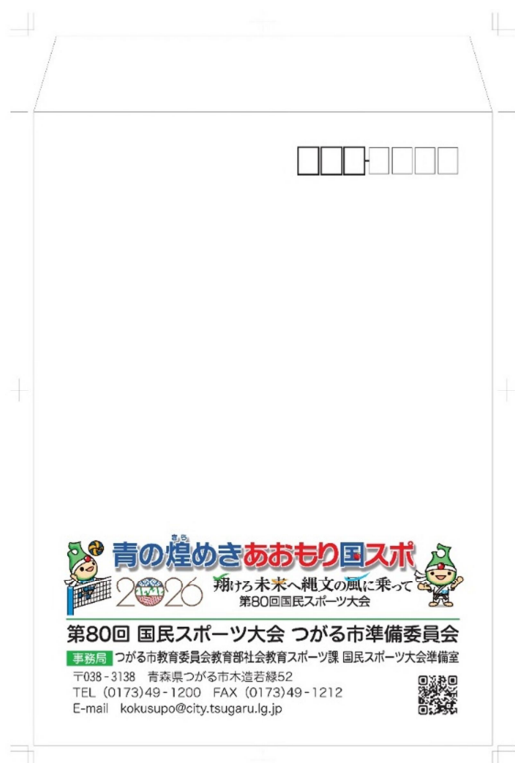 青の煌めきあおもり国スポ
きら
2026
翔けろ未来へ縄文の風に乗って
第80回国民スポーツ大会
第80回 国民スポーツ大会 つがる市準備委員会
事務局 つがる市教育委員会教育部社会教育スポーツ課 国民スポーツ大会準備室
〒038-3138 青森県つがる市木造若緑52
TEL (0173)49-1200 FAX (0173)49-1212
E-mail kokusupo@city.tsugaru.lg.jp